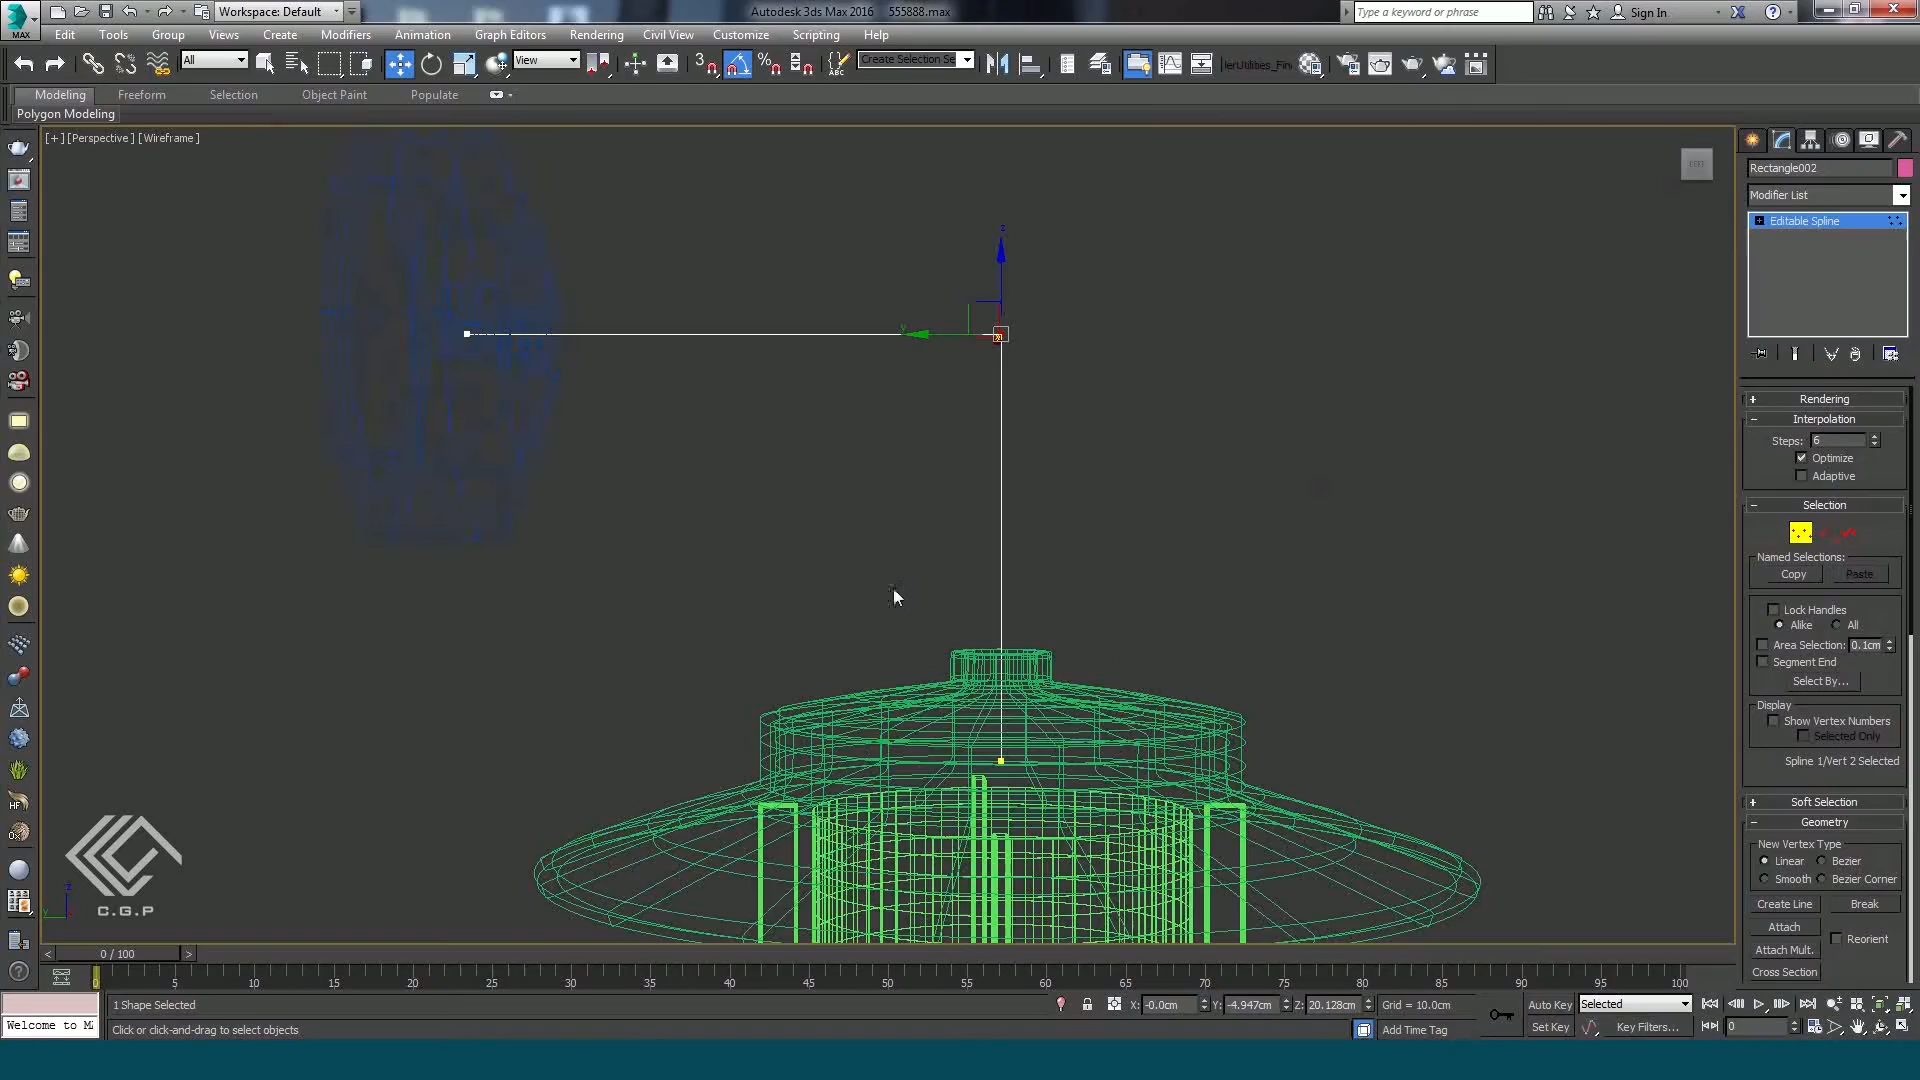 Workspace: Default
Autodesk 3ds Max 2016    555888.max
Type a keyword or phrase
Sign In
MAX
Edit Tools Group Views Create Modifiers Animation Graph Editors Rendering Civil View Customize Scripting Help
All
View
3
ABC
Create Selection Se
lerUtilities_Fin
Modeling Freeform Selection Object Paint Populate
Polygon Modeling
[+] [Perspective] [Wireframe]
Rectangle002
Modifier List
Editable Spline
z
y
x
Rendering
Interpolation
Steps: 6
Optimize
Adaptive
Selection
Named Selections:
Copy Paste
Lock Handles
Alike All
Area Selection: 0.1cm
Segment End
Select By...
Display
Show Vertex Numbers
Selected Only
Spline 1/Vert 2 Selected
Soft Selection
Geometry
New Vertex Type
Linear Bezier
Smooth Bezier Corner
Create Line Break
Attach
Reorient
Attach Mult.
Cross Section
HF
C.G.P
z
y
< 0 / 100 >
0 5 10 15 20 25 30 35 40 45 50 55 60 65 70 75 80 85 90 95 100
1 Shape Selected
X: -0.0cm Y: -4.947cm Z: 20.128cm Grid = 10.0cm
Auto Key Selected
Welcome to M
Click or click-and-drag to select objects
Add Time Tag
Set Key Key Filters...
0